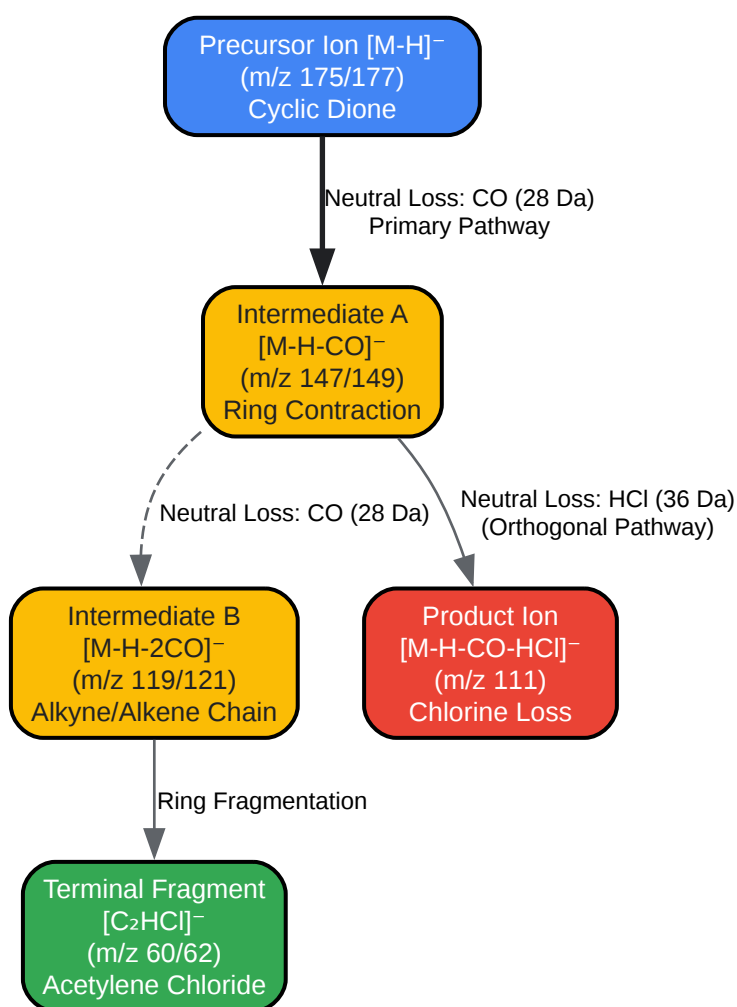 Precursor Ion [M-H]⁻
(m/z 175/177)
Cyclic Dione
Neutral Loss: CO (28 Da)
Primary Pathway
Intermediate A
[M-H-CO]⁻
(m/z 147/149)
Ring Contraction
Neutral Loss: CO (28 Da)
Neutral Loss: HCl (36 Da)
(Orthogonal Pathway)
Intermediate B
[M-H-2CO]⁻
(m/z 119/121)
Alkyne/Alkene Chain
Product Ion
[M-H-CO-HCl]⁻
(m/z 111)
Chlorine Loss
Ring Fragmentation
Terminal Fragment
[C₂HCl]⁻
(m/z 60/62)
Acetylene Chloride